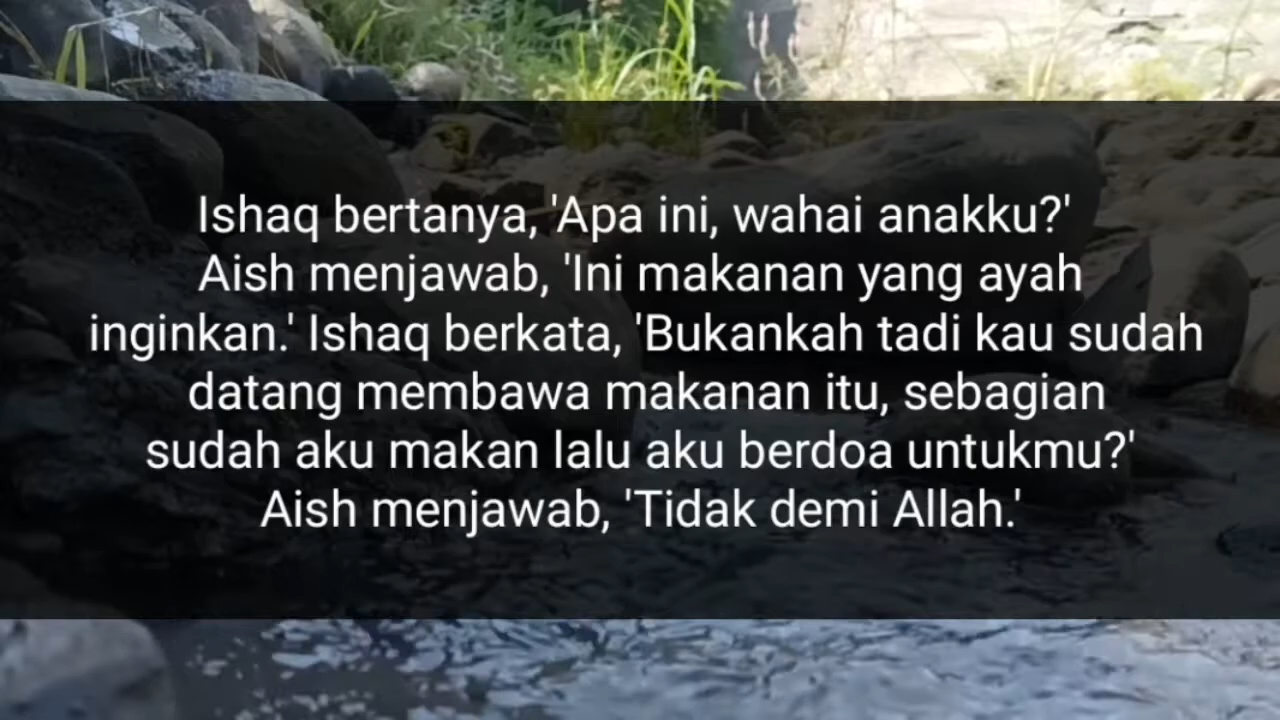 Ishaq bertanya, 'Apa ini, wahai anakku?'
Aish menjawab, 'Ini makanan yang ayah
inginkan.' Ishaq berkata, 'Bukankah tadi kau sudah
datang membawa makanan itu, sebagian
sudah aku makan lalu aku berdoa untukmu?'
Aish menjawab, 'Tidak demi Allah.'